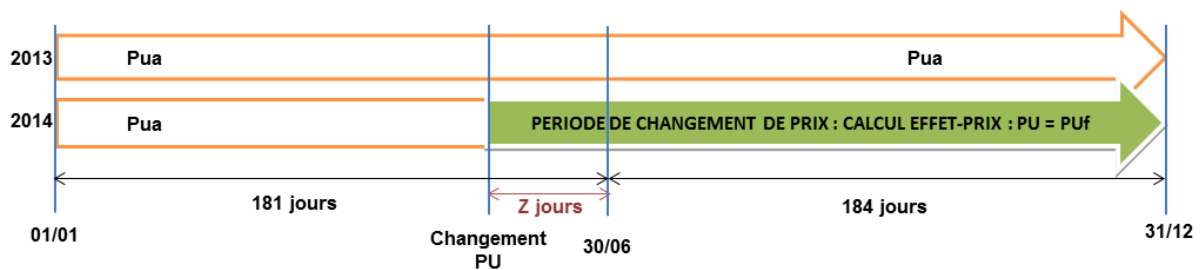 2013 Pua Pua
2014 Pua PERIODE DE CHANGEMENT DE PRIX : CALCUL EFFET-PRIX : PU = PUf
181 jours Z jours 184 jours
01/01 Changement PU 30/06 31/12